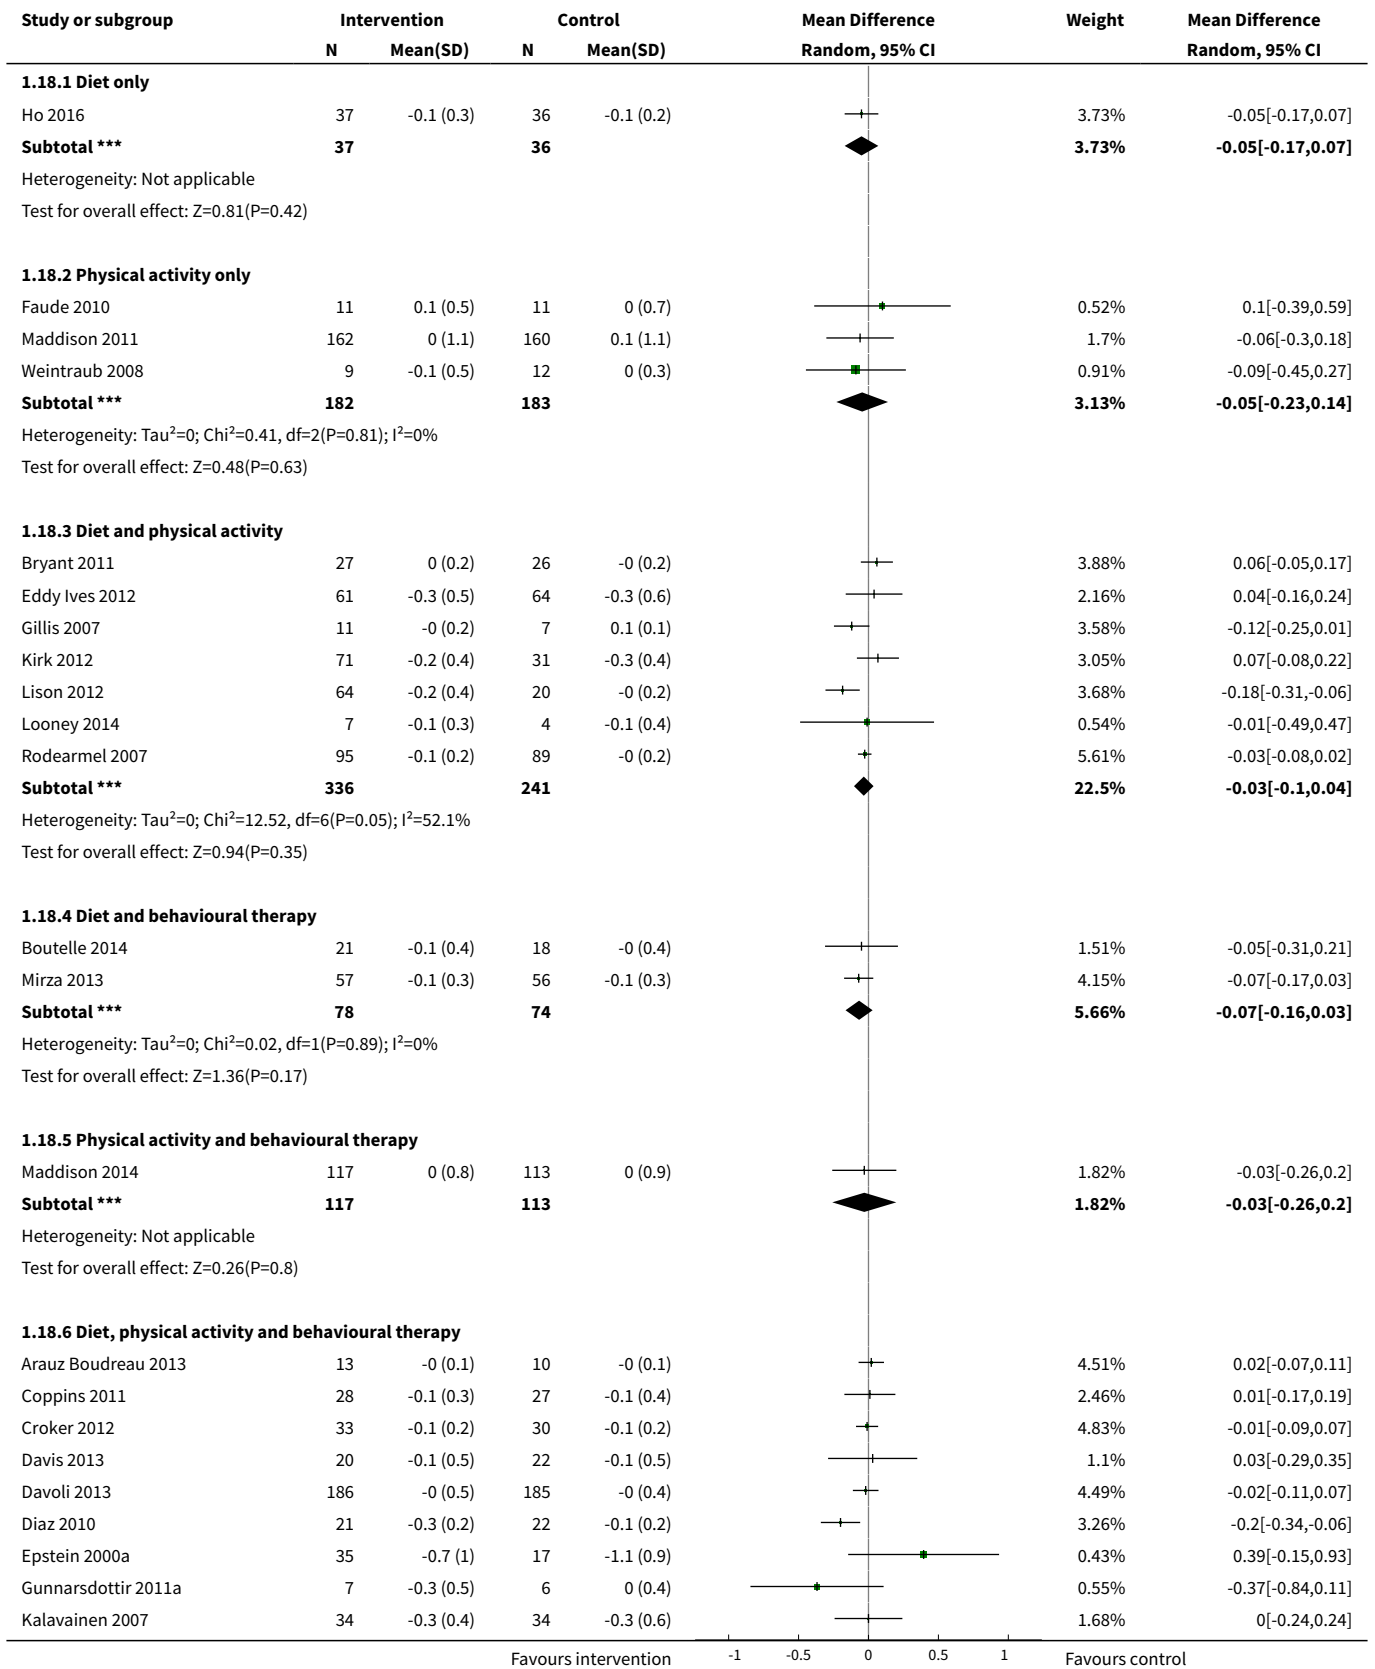 Study or subgroup Intervention Control Mean Difference Weight Mean Difference
N Mean(SD) N Mean(SD) Random, 95% CI Random, 95% CI
1.18.1 Diet only
Ho 2016 37 -0.1 (0.3) 36 -0.1 (0.2) 3.73% -0.05[-0.17,0.07]
Subtotal *** 37 36 3.73% -0.05[-0.17,0.07]
Heterogeneity: Not applicable
Test for overall effect: Z=0.81(P=0.42)
1.18.2 Physical activity only
Faude 2010 11 0.1 (0.5) 11 0 (0.7) 0.52% 0.1[-0.39,0.59]
Maddison 2011 162 0 (1.1) 160 0.1 (1.1) 1.7% -0.06[-0.3,0.18]
Weintraub 2008 9 -0.1 (0.5) 12 0 (0.3) 0.91% -0.09[-0.45,0.27]
Subtotal *** 182 183 3.13% -0.05[-0.23,0.14]
Heterogeneity: Tau²=0; Chi²=0.41, df=2(P=0.81); I²=0%
Test for overall effect: Z=0.48(P=0.63)
1.18.3 Diet and physical activity
Bryant 2011 27 0 (0.2) 26 -0 (0.2) 3.88% 0.06[-0.05,0.17]
Eddy Ives 2012 61 -0.3 (0.5) 64 -0.3 (0.6) 2.16% 0.04[-0.16,0.24]
Gillis 2007 11 -0 (0.2) 7 0.1 (0.1) 3.58% -0.12[-0.25,0.01]
Kirk 2012 71 -0.2 (0.4) 31 -0.3 (0.4) 3.05% 0.07[-0.08,0.22]
Lison 2012 64 -0.2 (0.4) 20 -0 (0.2) 3.68% -0.18[-0.31,-0.06]
Looney 2014 7 -0.1 (0.3) 4 -0.1 (0.4) 0.54% -0.01[-0.49,0.47]
Rodearmel 2007 95 -0.1 (0.2) 89 -0 (0.2) 5.61% -0.03[-0.08,0.02]
Subtotal *** 336 241 22.5% -0.03[-0.1,0.04]
Heterogeneity: Tau²=0; Chi²=12.52, df=6(P=0.05); I²=52.1%
Test for overall effect: Z=0.94(P=0.35)
1.18.4 Diet and behavioural therapy
Boutelle 2014 21 -0.1 (0.4) 18 -0 (0.4) 1.51% -0.05[-0.31,0.21]
Mirza 2013 57 -0.1 (0.3) 56 -0.1 (0.3) 4.15% -0.07[-0.17,0.03]
Subtotal *** 78 74 5.66% -0.07[-0.16,0.03]
Heterogeneity: Tau²=0; Chi²=0.02, df=1(P=0.89); I²=0%
Test for overall effect: Z=1.36(P=0.17)
1.18.5 Physical activity and behavioural therapy
Maddison 2014 117 0 (0.8) 113 0 (0.9) 1.82% -0.03[-0.26,0.2]
Subtotal *** 117 113 1.82% -0.03[-0.26,0.2]
Heterogeneity: Not applicable
Test for overall effect: Z=0.26(P=0.8)
1.18.6 Diet, physical activity and behavioural therapy
Arauz Boudreau 2013 13 -0 (0.1) 10 -0 (0.1) 4.51% 0.02[-0.07,0.11]
Coppins 2011 28 -0.1 (0.3) 27 -0.1 (0.4) 2.46% 0.01[-0.17,0.19]
Croker 2012 33 -0.1 (0.2) 30 -0.1 (0.2) 4.83% -0.01[-0.09,0.07]
Davis 2013 20 -0.1 (0.5) 22 -0.1 (0.5) 1.1% 0.03[-0.29,0.35]
Davoli 2013 186 -0 (0.5) 185 -0 (0.4) 4.49% -0.02[-0.11,0.07]
Diaz 2010 21 -0.3 (0.2) 22 -0.1 (0.2) 3.26% -0.2[-0.34,-0.06]
Epstein 2000a 35 -0.7 (1) 17 -1.1 (0.9) 0.43% 0.39[-0.15,0.93]
Gunnarsdottir 2011a 7 -0.3 (0.5) 6 0 (0.4) 0.55% -0.37[-0.84,0.11]
Kalavainen 2007 34 -0.3 (0.4) 34 -0.3 (0.6) 1.68% 0[-0.24,0.24]
Favours intervention -1 -0.5 0 0.5 1 Favours control